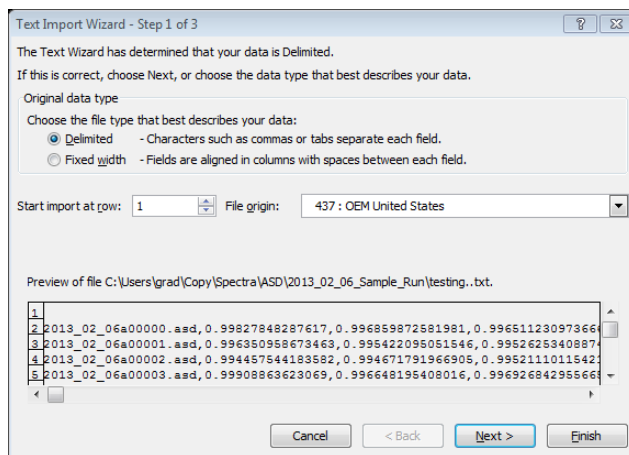 Text Import Wizard - Step 1 of 3
The Text Wizard has determined that your data is Delimited.
If this is correct, choose Next, or choose the data type that best describes your data.
Original data type
Choose the file type that best describes your data:
Delimited - Characters such as commas or tabs separate each field.
Fixed width - Fields are aligned in columns with spaces between each field.
Start import at row: 1 File origin: 437 : OEM United States
Preview of file C:\Users\grad\Copy\Spectra\ASD\2013_02_06_Sample_Run\testing..txt.
1
2 2013_02_06a00000.asd,0.99827848287617,0.996859872581981,0.99651123097366
3 2013_02_06a00001.asd,0.996350958673463,0.995422095051546,0.9952625340887
4 2013_02_06a00002.asd,0.994457544183582,0.994671791966905,0.9952111011542
5 2013_02_06a00003.asd,0.99908863623069,0.996648195408016,0.99692684295566
Cancel < Back Next > Finish